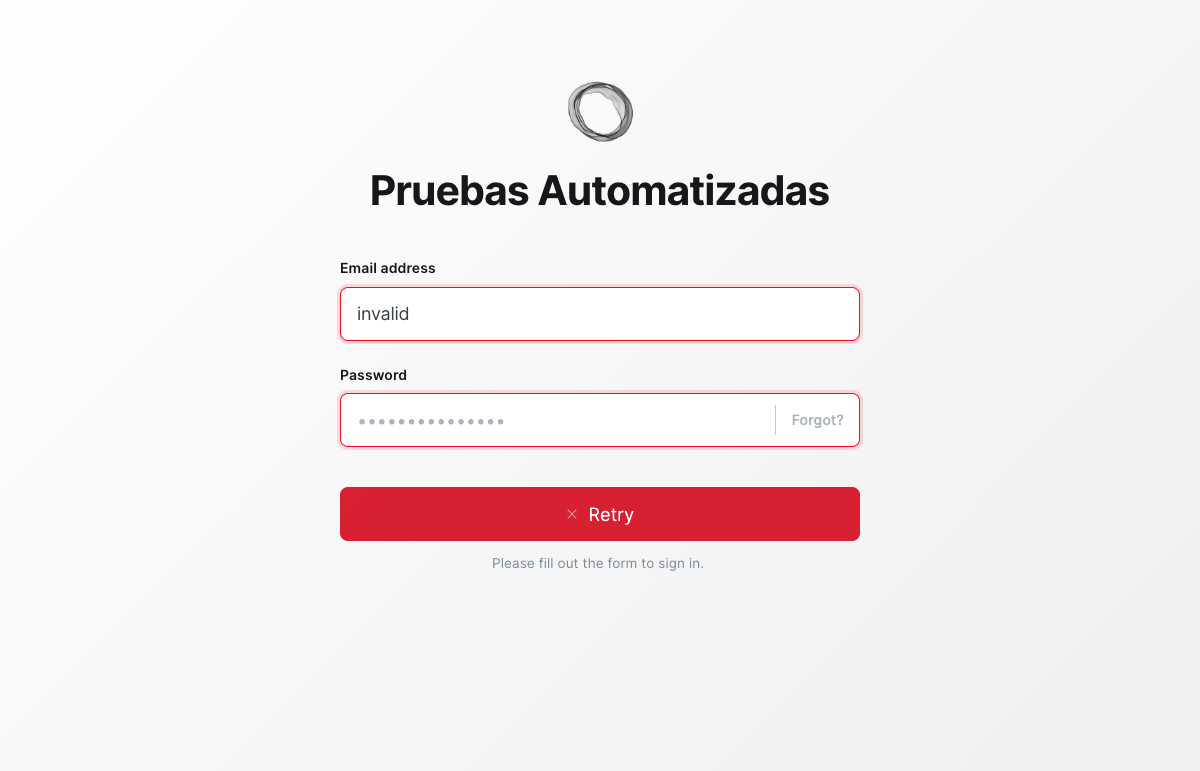 Pruebas Automatizadas
Email address
invalid
Password
••••••••••••••• Forgot?
× Retry
Please fill out the form to sign in.